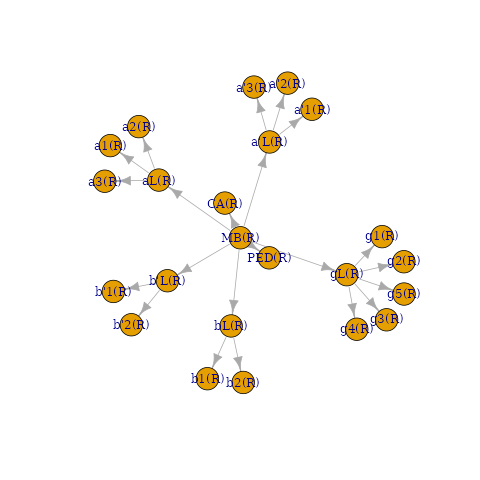 a'3(R)
a'2(R)
a'1(R)
a2(R)
a1(R)
a'L(R)
a3(R)
aL(R)
CA(R)
MB(R)
g1(R)
PED(R)
g2(R)
gL(R)
b'L(R)
b'1(R)
g5(R)
g3(R)
b'2(R)
bL(R)
g4(R)
b1(R)
b2(R)